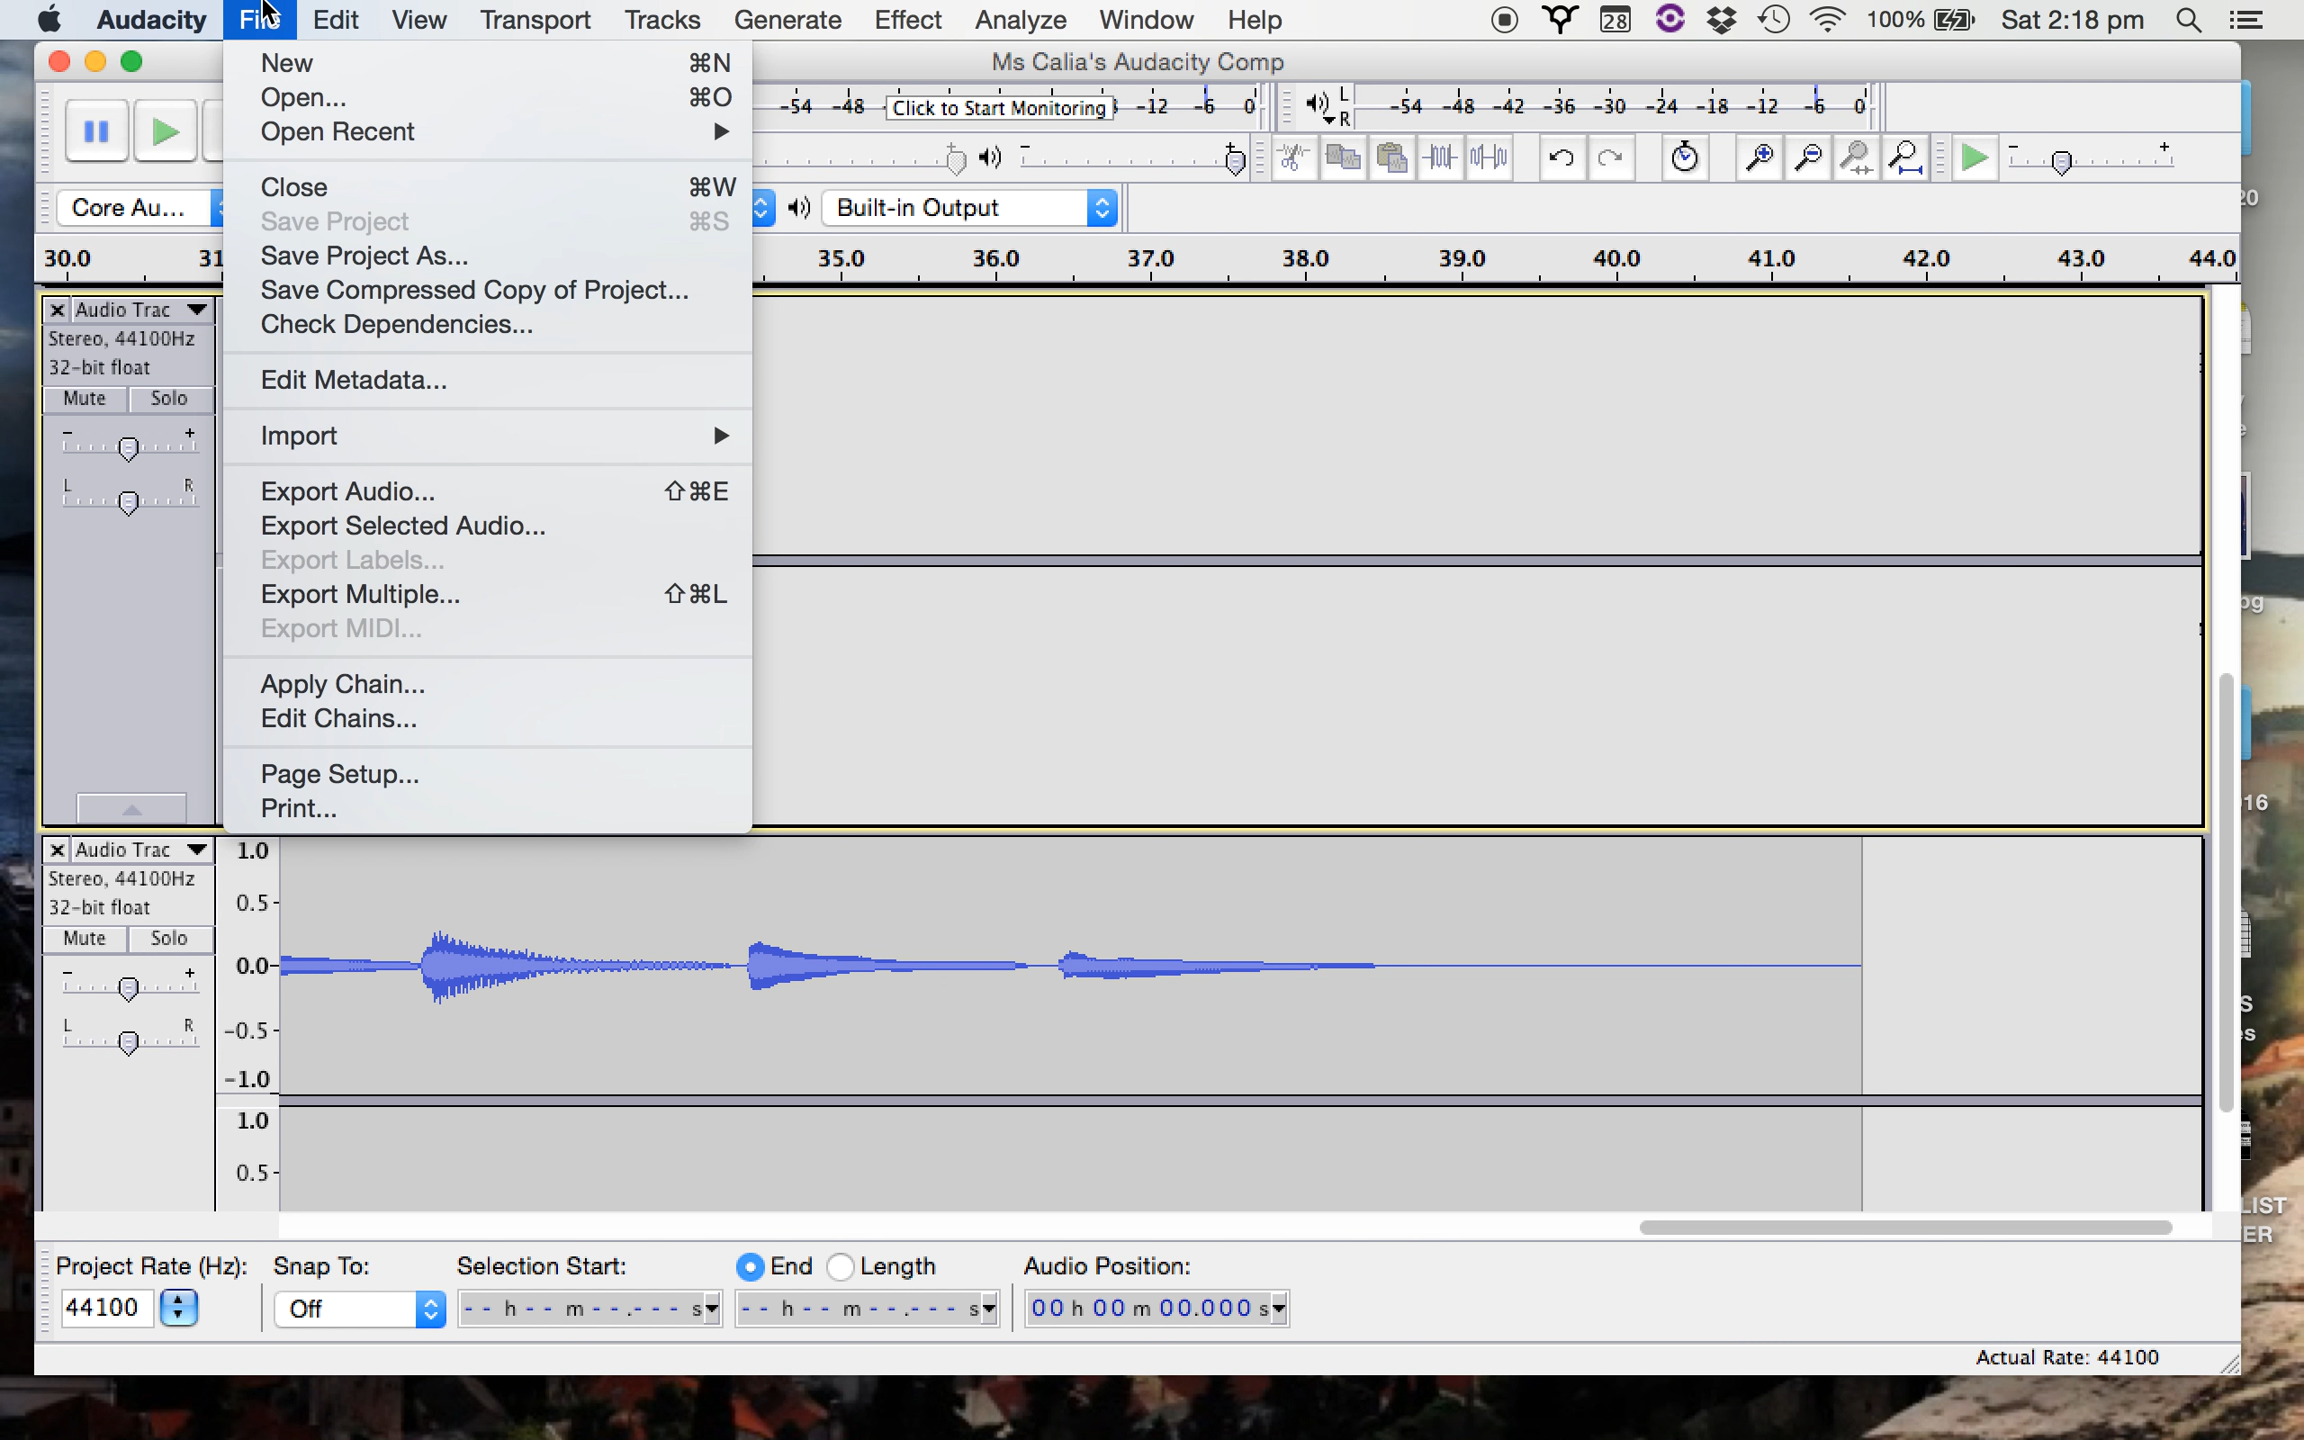 Audacity File Edit View Transport Tracks Generate Effect Analyze Window Help 28 100% Sat 2:18 pm
Ms Calia's Audacity Comp
New ⌘N
Open... ⌘O
Open Recent
Close ⌘W
Save Project ⌘S
Save Project As...
Save Compressed Copy of Project...
Check Dependencies...
Edit Metadata...
Import
Export Audio... ⇧⌘E
Export Selected Audio...
Export Labels...
Export Multiple... ⇧⌘L
Export MIDI...
Apply Chain...
Edit Chains...
Page Setup...
Print...
-54 -48 Click to Start Monitoring -12 -6 0
L
R
-54 -48 -42 -36 -30 -24 -18 -12 -6 0
Core Au... Built-in Output
30.0 31 35.0 36.0 37.0 38.0 39.0 40.0 41.0 42.0 43.0 44.0
Audio Trac
Stereo, 44100Hz
32-bit float
Mute Solo
- +
L R
Audio Trac
Stereo, 44100Hz
32-bit float
Mute Solo
- +
L R
1.0
0.5
0.0
-0.5
-1.0
1.0
0.5
Project Rate (Hz): Snap To: Selection Start: End Length Audio Position:
44100 Off -- h -- m --.--- s -- h -- m --.--- s 00 h 00 m 00.000 s
Actual Rate: 44100
20
16
LIST
ER